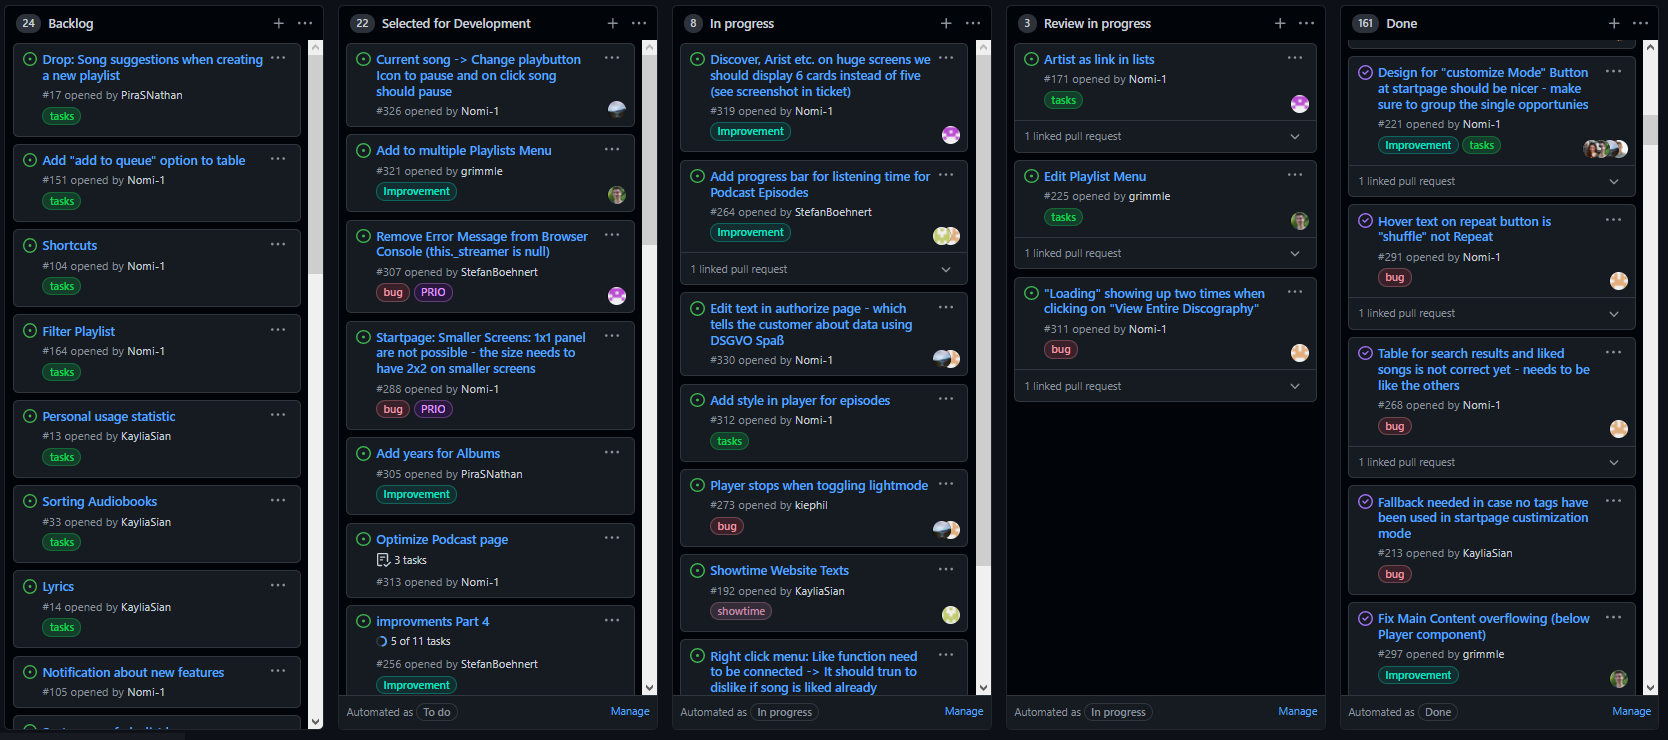 24 Backlog
Drop: Song suggestions when creating
a new playlist
#17 opened by PiraSNathan
tasks
Add "add to queue" option to table
#151 opened by Nomi-1
tasks
Shortcuts
#104 opened by Nomi-1
tasks
Filter Playlist
#164 opened by Nomi-1
tasks
Personal usage statistic
#13 opened by KayliaSian
tasks
Sorting Audiobooks
#33 opened by KayliaSian
tasks
Lyrics
#14 opened by KayliaSian
tasks
Notification about new features
#105 opened by Nomi-1
22 Selected for Development
Current song -> Change playbutton
Icon to pause and on click song
should pause
#326 opened by Nomi-1
Add to multiple Playlists Menu
#321 opened by grimmle
Improvement
Remove Error Message from Browser
Console (this._streamer is null)
#307 opened by StefanBoehnert
bug PRIO
Startpage: Smaller Screens: 1x1 panel
are not possible - the size needs to
have 2x2 on smaller screens
#288 opened by Nomi-1
bug PRIO
Add years for Albums
#305 opened by PiraSNathan
Improvement
Optimize Podcast page
3 tasks
#313 opened by Nomi-1
improvments Part 4
5 of 11 tasks
#256 opened by StefanBoehnert
Improvement
Automated as To do Manage
8 In progress
Discover, Arist etc. on huge screens we
should display 6 cards instead of five
(see screenshot in ticket)
#319 opened by Nomi-1
Improvement
Add progress bar for listening time for
Podcast Episodes
#264 opened by StefanBoehnert
Improvement
1 linked pull request
Edit text in authorize page - which
tells the customer about data using
DSGVO Spaß
#330 opened by Nomi-1
Add style in player for episodes
#312 opened by Nomi-1
tasks
Player stops when toggling lightmode
#273 opened by kiephil
bug
Showtime Website Texts
#192 opened by KayliaSian
showtime
Right click menu: Like function need
to be connected -> It should trun to
dislike if song is liked already
Automated as In progress Manage
3 Review in progress
Artist as link in lists
#171 opened by Nomi-1
tasks
1 linked pull request
Edit Playlist Menu
#225 opened by grimmle
tasks
1 linked pull request
"Loading" showing up two times when
clicking on "View Entire Discography"
#311 opened by Nomi-1
bug
1 linked pull request
Automated as In progress Manage
161 Done
Design for "customize Mode" Button
at startpage should be nicer - make
sure to group the single opportunies
#221 opened by Nomi-1
Improvement tasks
1 linked pull request
Hover text on repeat button is
"shuffle" not Repeat
#291 opened by Nomi-1
bug
1 linked pull request
Table for search results and liked
songs is not correct yet - needs to be
like the others
#268 opened by Nomi-1
bug
1 linked pull request
Fallback needed in case no tags have
been used in startpage custimization
mode
#213 opened by KayliaSian
bug
Fix Main Content overflowing (below
Player component)
#297 opened by grimmle
Improvement
Automated as Done Manage